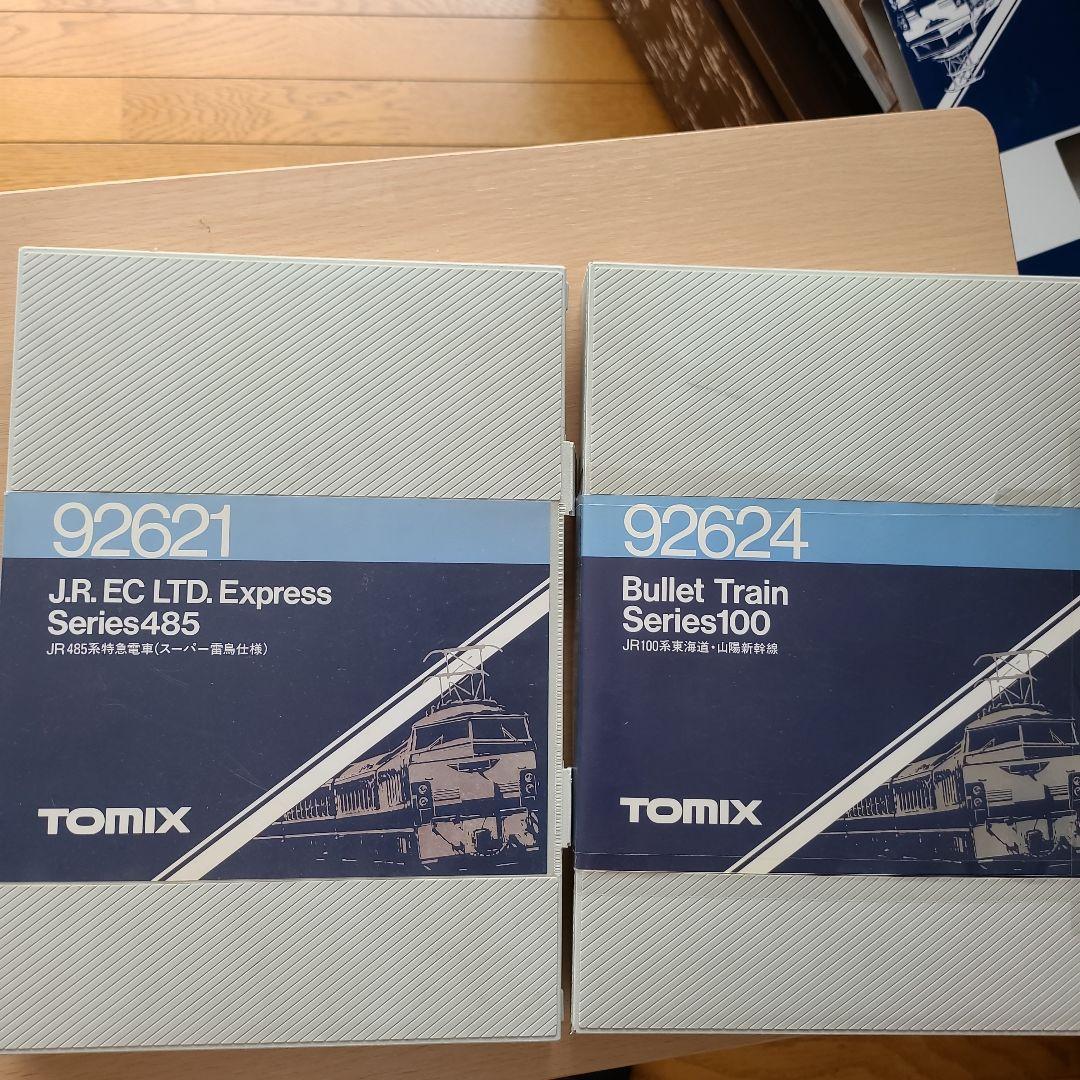 92621
J.R. EC LTD. Express
Series485
JR485系特急電車(スーパー雷鳥仕様)
TOMIX
92624
Bullet Train
Series100
JR100系東海道・山陽新幹線
TOMIX